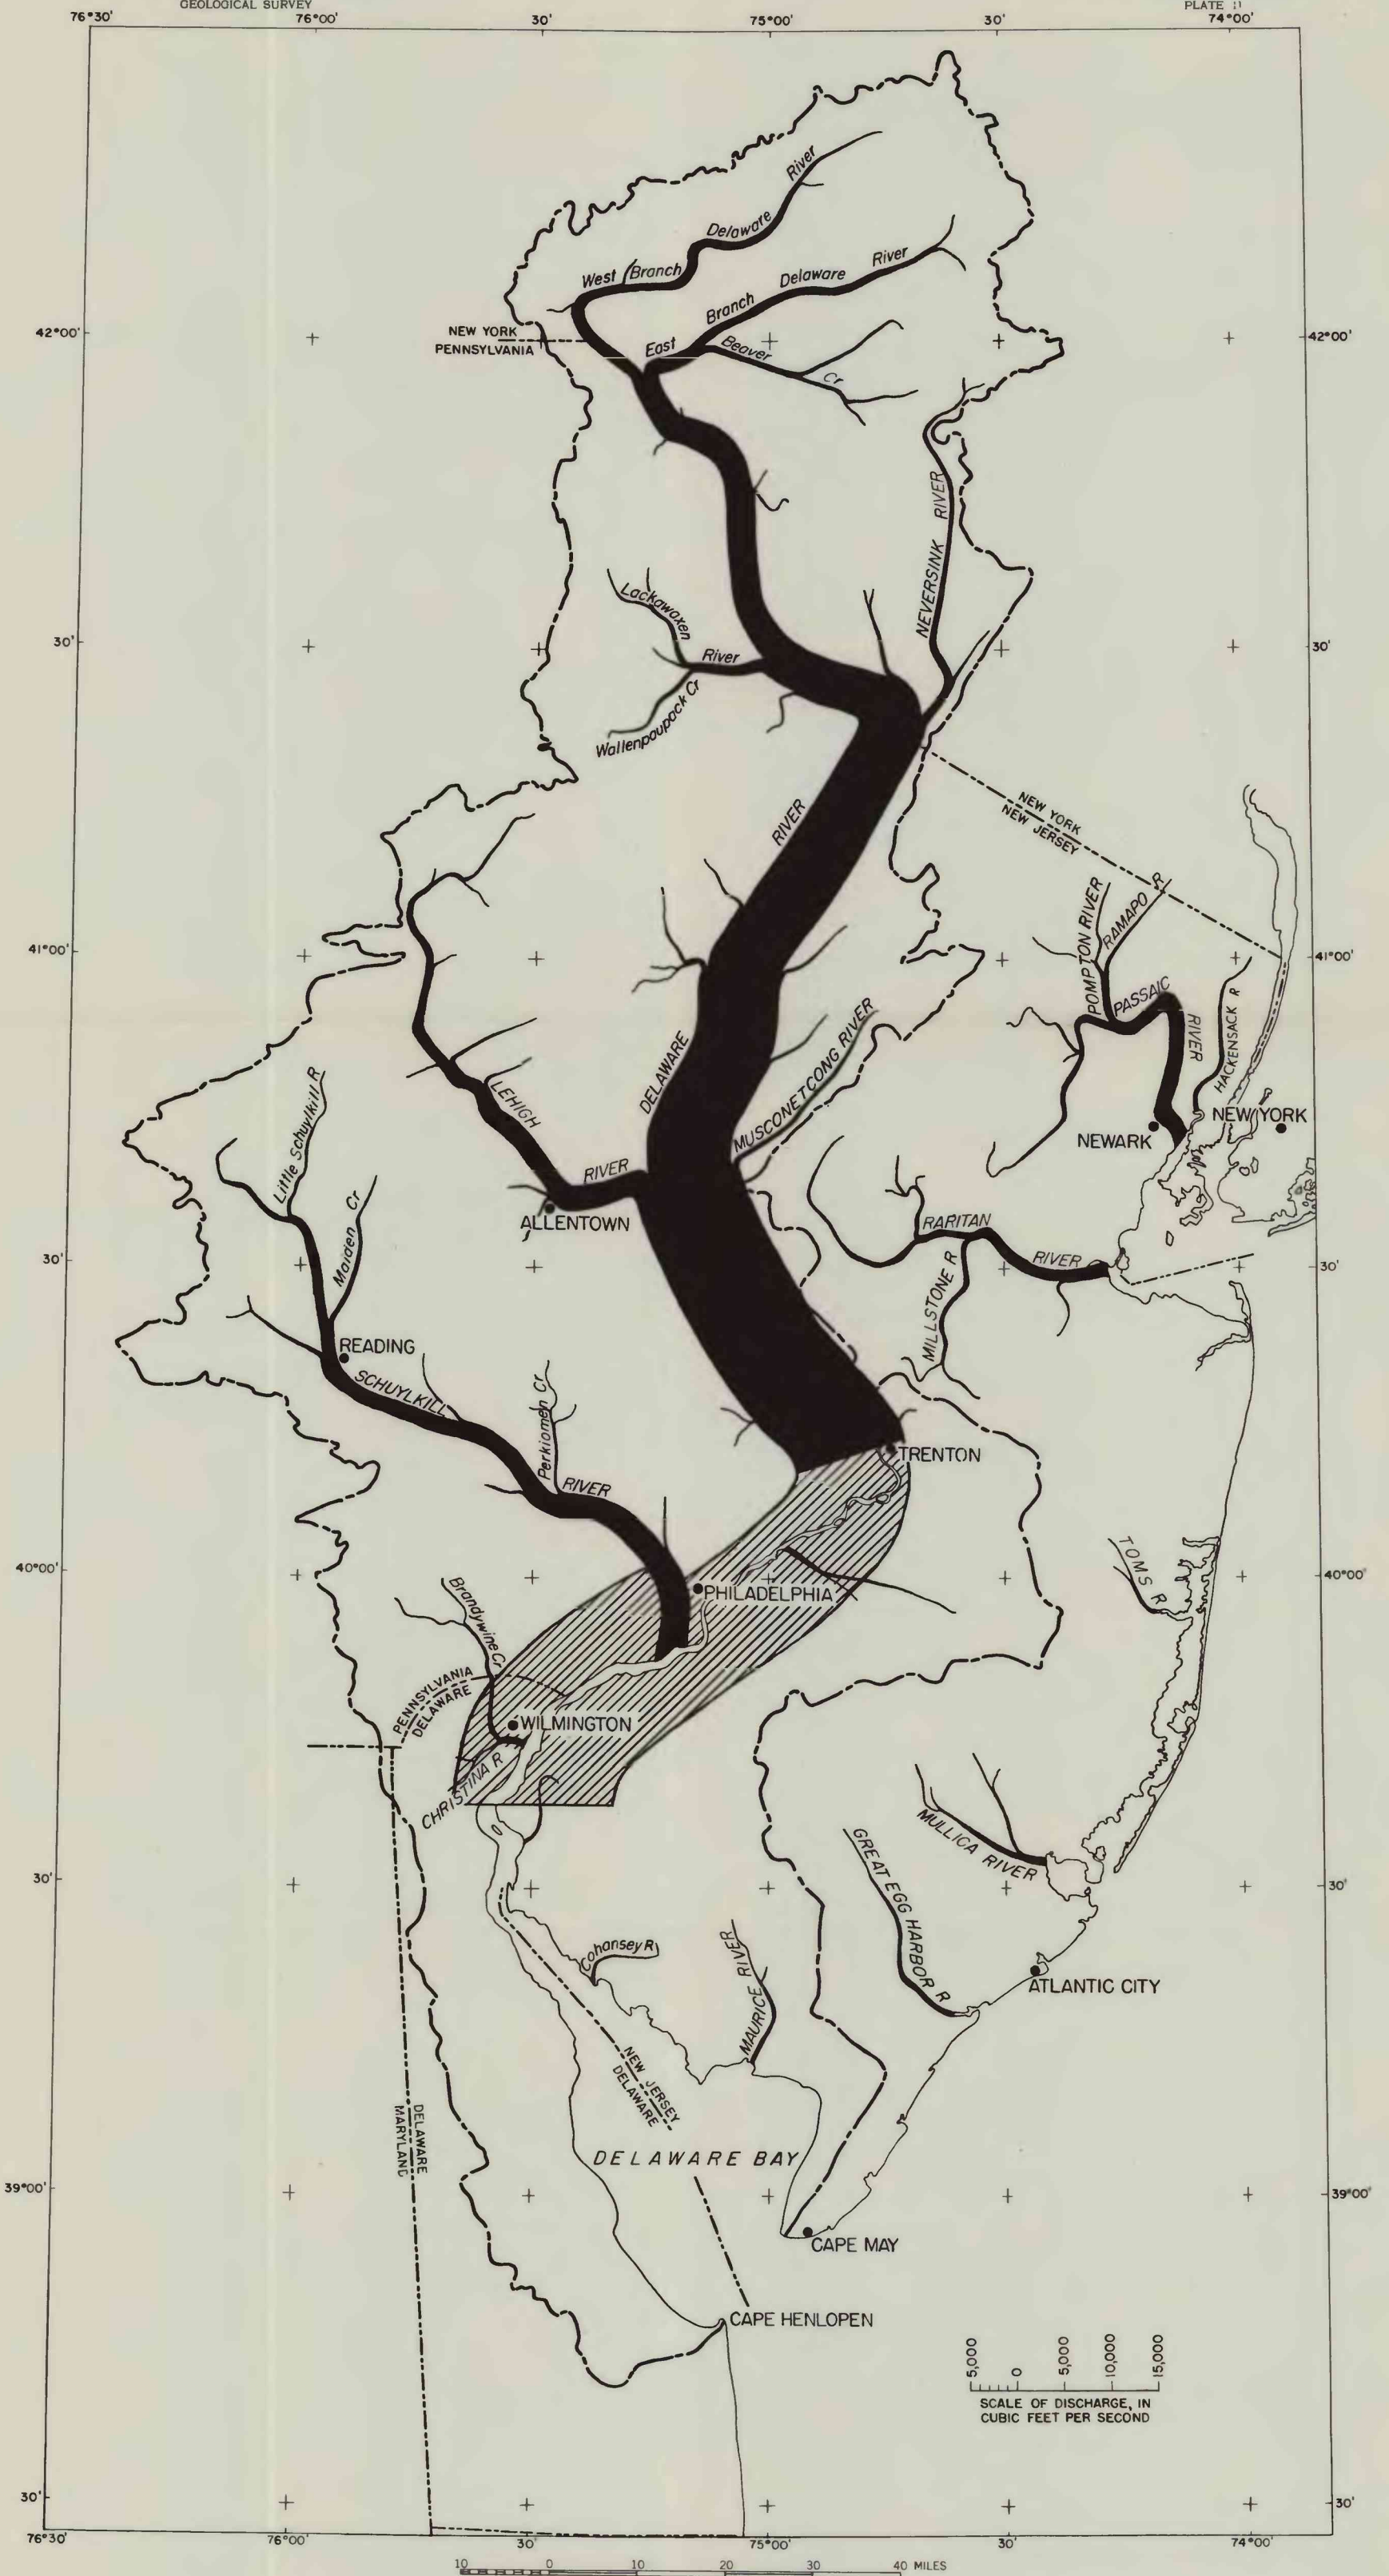 GEOLOGICAL SURVEY
PLATE 11
76°30'
76°00'
30'
75°00'
30'
74°00'
West Branch Delaware River
East Branch Delaware River
Beaver Cr
42°00'
NEW YORK
PENNSYLVANIA
42°00'
NEVERSINK RIVER
Lackawaxen River
30'
30'
Wallenpaupack Cr
DELAWARE RIVER
NEW YORK
NEW JERSEY
POMPTON RIVER
RAMAPO R
41°00'
41°00'
PASSAIC RIVER
HACKENSACK R
MUSCONETCONG RIVER
LEHIGH RIVER
Little Schuylkill R
NEW YORK
NEWARK
Maiden Cr
ALLENTOWN
RARITAN RIVER
30'
30'
MILLSTONE R
READING
SCHUYLKILL RIVER
Perkiomen Cr
TRENTON
40°00'
40°00'
TOMS R
PHILADELPHIA
Brandywine Cr
PENNSYLVANIA
DELAWARE
WILMINGTON
CHRISTINA R
MULLICA RIVER
GREAT EGG HARBOR R
30'
30'
Cohansey R
MAURICE RIVER
ATLANTIC CITY
NEW JERSEY
DELAWARE
DELAWARE
MARYLAND
DELAWARE BAY
39°00'
39°00'
CAPE MAY
CAPE HENLOPEN
5,000
0
5,000
10,000
15,000
SCALE OF DISCHARGE, IN
CUBIC FEET PER SECOND
30'
30'
76°30'
76°00'
30'
75°00'
30'
74°00'
10 0 10 20 30 40 MILES